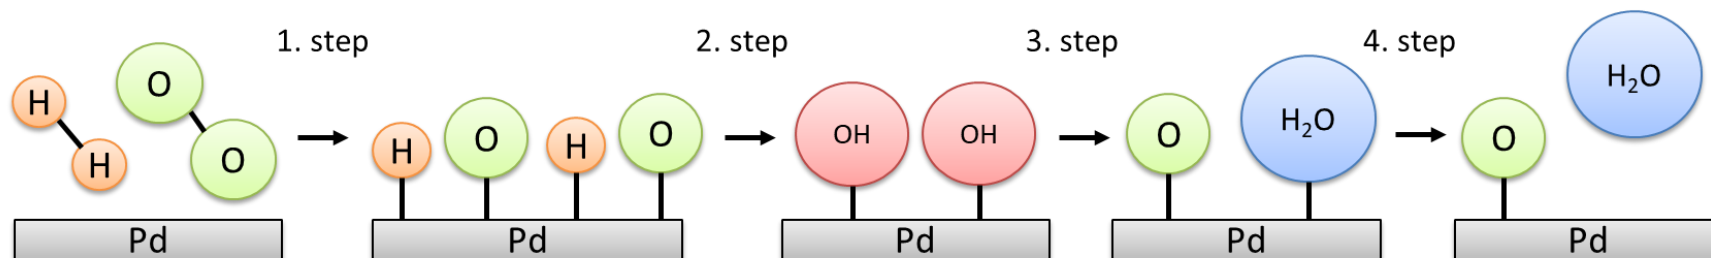 1. step
2. step
3. step
4. step
H
H
O
O
Pd
H
O
H
O
Pd
OH
OH
Pd
O
H₂O
Pd
O
H₂O
Pd